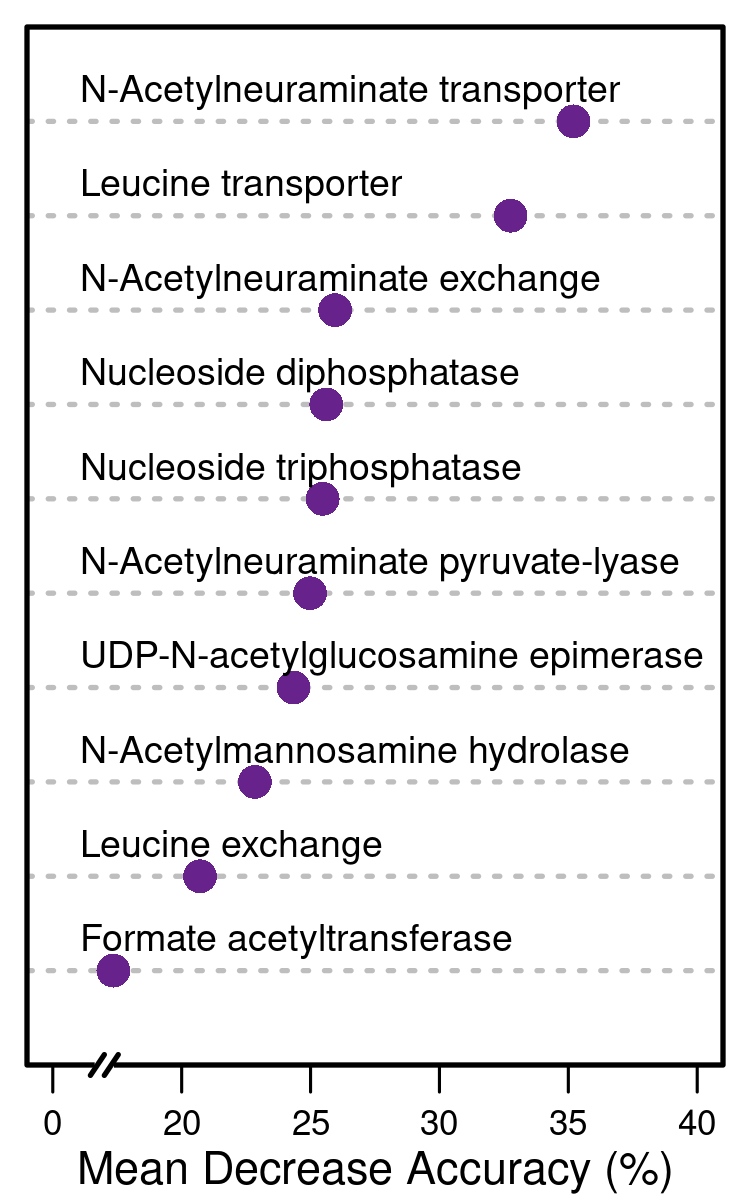 N-Acetylneuraminate transporter
Leucine transporter
N-Acetylneuraminate exchange
Nucleoside diphosphatase
Nucleoside triphosphatase
N-Acetylneuraminate pyruvate-lyase
UDP-N-acetylglucosamine epimerase
N-Acetylmannosamine hydrolase
Leucine exchange
Formate acetyltransferase
0 20 25 30 35 40
Mean Decrease Accuracy (%)